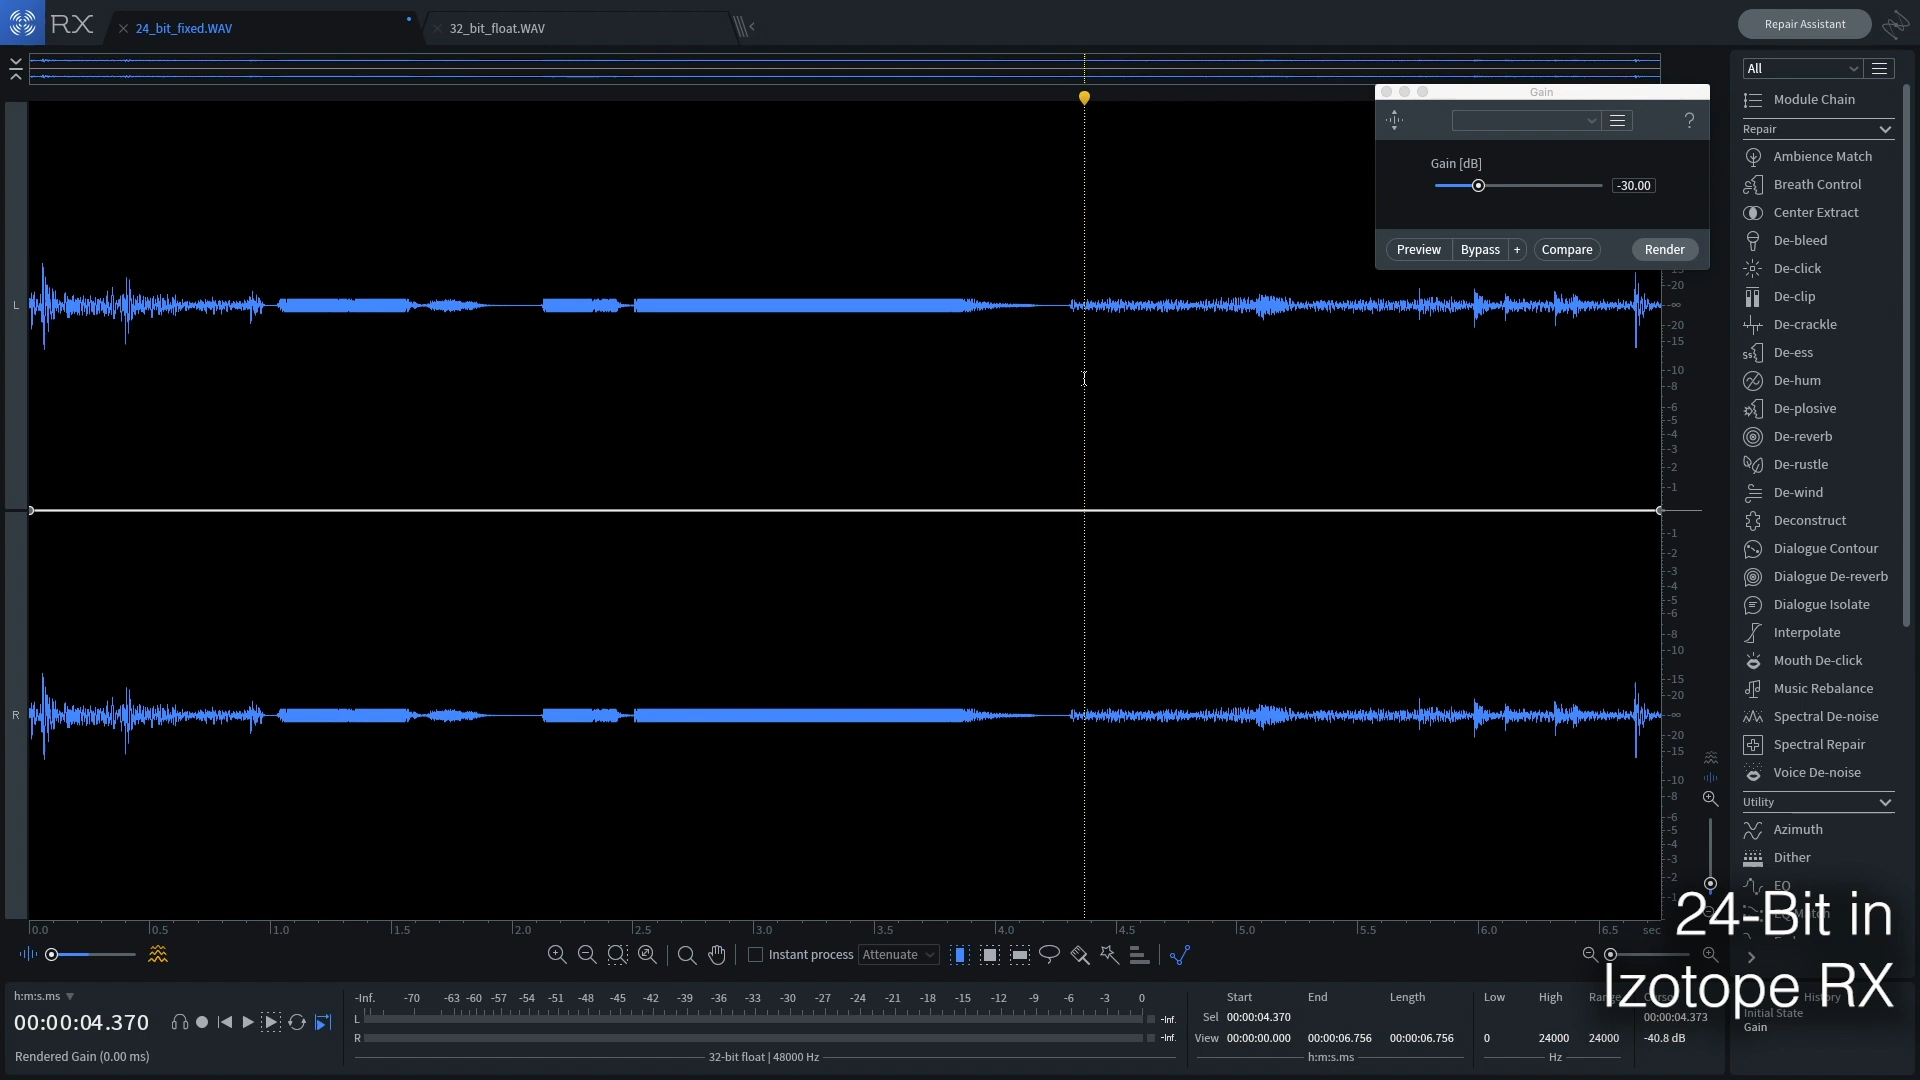 RX
24_bit_fixed.WAV
32_bit_float.WAV
Repair Assistant
All
Module Chain
Repair
Ambience Match
Breath Control
Center Extract
De-bleed
De-click
De-clip
De-crackle
De-ess
De-hum
De-plosive
De-reverb
De-rustle
De-wind
Deconstruct
Dialogue Contour
Dialogue De-reverb
Dialogue Isolate
Interpolate
Mouth De-click
Music Rebalance
Spectral De-noise
Spectral Repair
Voice De-noise
Utility
Azimuth
Dither
EQ
Gain
?
Gain [dB]
-30.00
Preview
Bypass
+
Compare
Render
L
-15
-20
-∞
-20
-15
-10
-8
-6
-5
-4
-3
-2
-1
R
-1
-2
-3
-4
-5
-6
-8
-10
-15
-20
-∞
-20
-15
-10
-8
-6
-5
-4
-3
-2
-1
0.0 0.5 1.0 1.5 2.0 2.5 3.0 3.5 4.0 4.5 5.0 5.5 6.0 6.5 sec
Instant process
Attenuate
24-Bit in
Izotope RX
h:m:s.ms
00:00:04.370
Rendered Gain (0.00 ms)
-Inf. -70 -63 -60 -57 -54 -51 -48 -45 -42 -39 -36 -33 -30 -27 -24 -21 -18 -15 -12 -9 -6 -3 0
L -Inf.
R -Inf.
32-bit float | 48000 Hz
Start End Length
Sel 00:00:04.370
View 00:00:00.000 00:00:06.756 00:00:06.756
h:m:s.ms
Low High Range Cursor
00:00:04.373
0 24000 24000 -40.8 dB
Hz
History
Initial State
Gain